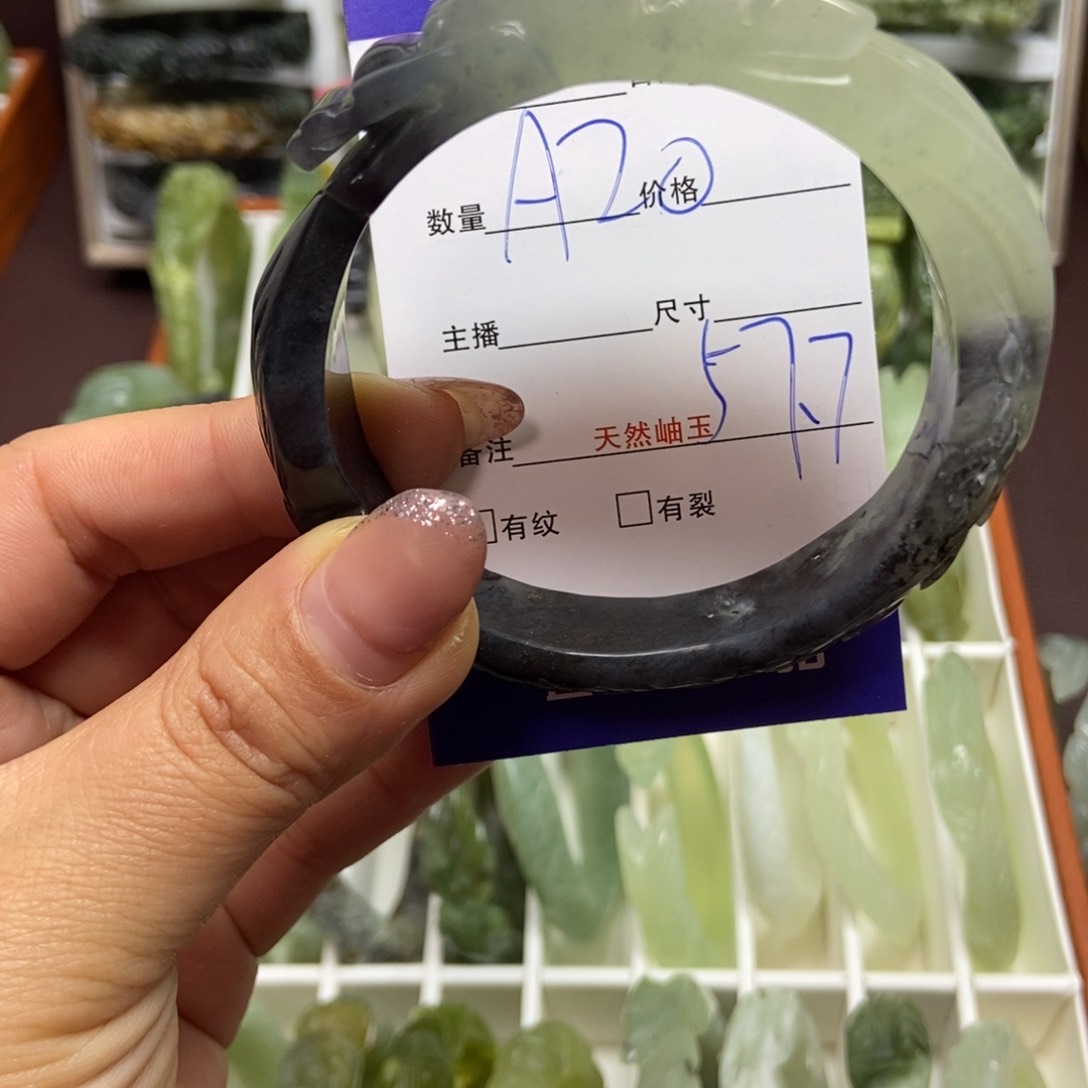 A20
数量 价格
主播 尺寸
57.7
备注 天然岫玉
有纹 有裂